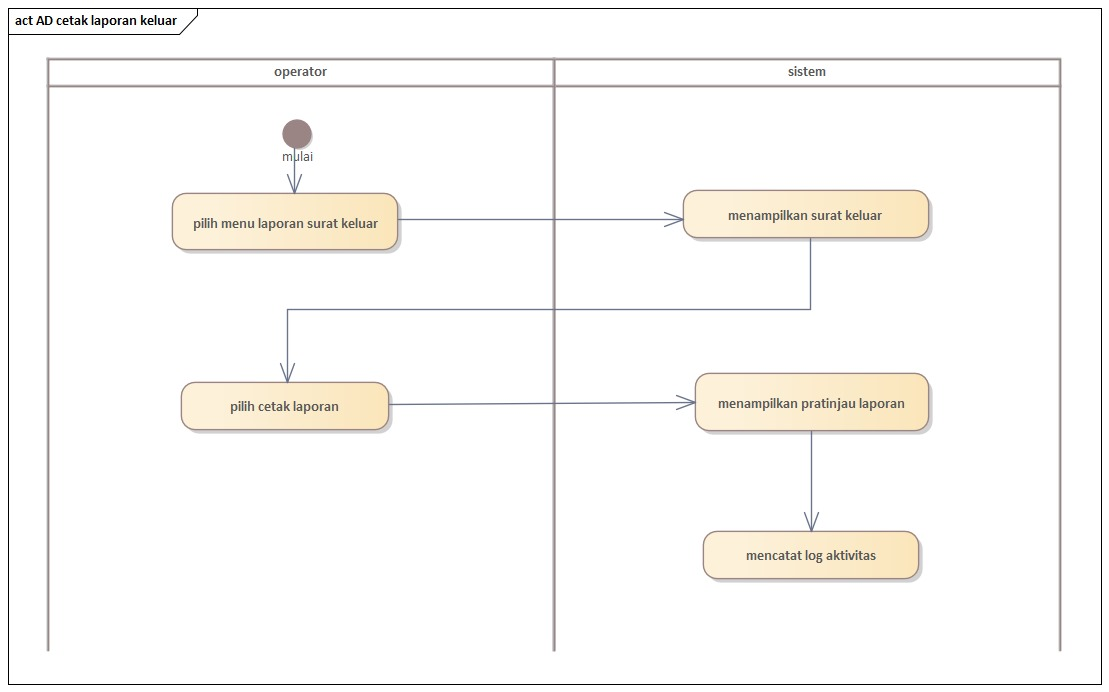 act AD cetak laporan keluar
operator
sistem
mulai
pilih menu laporan surat keluar
menampilkan surat keluar
pilih cetak laporan
menampilkan pratinjau laporan
mencatat log aktivitas